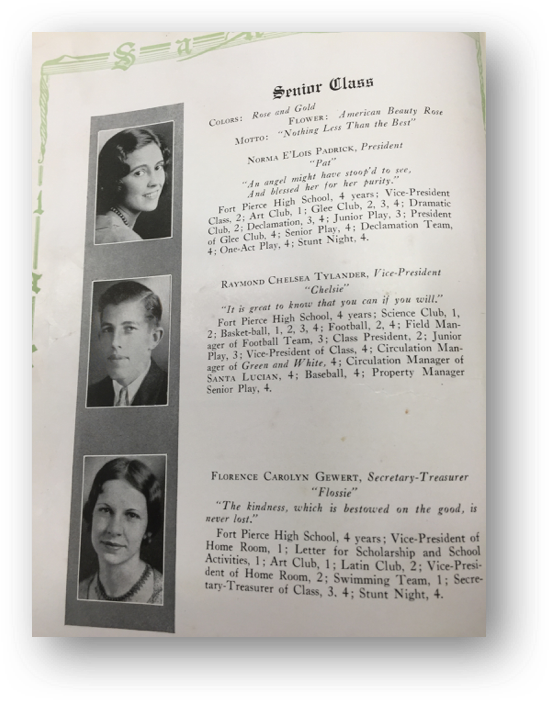 S a
Senior Class
COLORS: Rose and Gold
FLOWER: American Beauty Rose
MOTTO: "Nothing Less Than the Best"
NORMA E'LOIS PADRICK, President
"Pat"
"An angel might have stoop'd to see,
And blessed her for her purity."
Fort Pierce High School, 4 years; Vice-President
Class, 2; Art Club, 1; Glee Club, 2, 3, 4; Dramatic
Club, 2; Declamation, 3, 4; Junior Play, 3; President
of Glee Club, 4; Senior Play, 4; Declamation Team,
4; One-Act Play, 4; Stunt Night, 4.
RAYMOND CHELSEA TYLANDER, Vice-President
"Chelsie"
"It is great to know that you can if you will."
Fort Pierce High School, 4 years; Science Club, 1,
2; Basket-ball, 1, 2, 3, 4; Football, 2, 4; Field Man-
ager of Football Team, 3; Class President, 2; Junior
Play, 3; Vice-President of Class, 4; Circulation Man-
ager of Green and White, 4; Circulation Manager of
SANTA LUCIAN, 4; Baseball, 4; Property Manager
Senior Play, 4.
FLORENCE CAROLYN GEWERT, Secretary-Treasurer
"Flossie"
"The kindness, which is bestowed on the good, is
never lost."
Fort Pierce High School, 4 years; Vice-President of
Home Room, 1; Letter for Scholarship and School
Activities, 1; Art Club, 1; Latin Club, 2; Vice-Presi-
dent of Home Room, 2; Swimming Team, 1; Secre-
tary-Treasurer of Class, 3, 4; Stunt Night, 4.